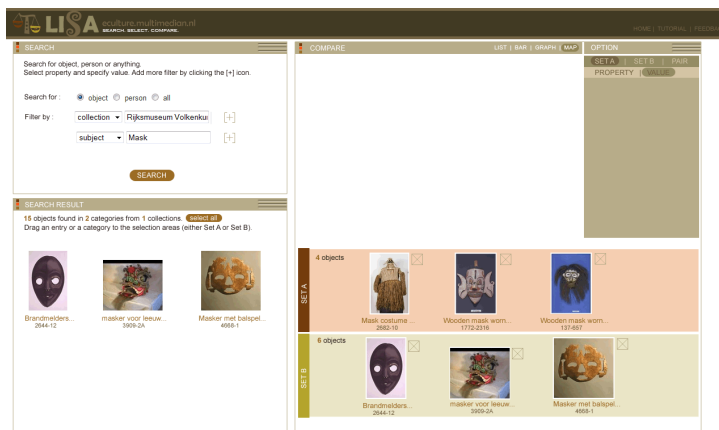 LISA eculture.multimedian.nl
SEARCH. SELECT. COMPARE.
HOME | TUTORIAL | FEEDBA
SEARCH
Search for object, person or anything.
Select property and specify value. Add more filter by clicking the [+] icon.
Search for : object person all
Filter by : collection Rijksmuseum Volkenku [+]
subject Mask [+]
SEARCH
SEARCH RESULT
15 objects found in 2 categories from 1 collections. select all
Drag an entry or a category to the selection areas (either Set A or Set B).
Brandmelders... masker voor leeuw... Masker met balspel...
2644-12 3909-2A 4668-1
COMPARE LIST | BAR | GRAPH | MAP
OPTION
SET A | SET B | PAIR
PROPERTY | VALUE
SET A
4 objects
Mask costume ... Wooden mask worn... Wooden mask worn...
2682-10 1772-2316 137-657
SET B
6 objects
Brandmelders... masker voor leeuw... Masker met balspel...
2644-12 3909-2A 4668-1